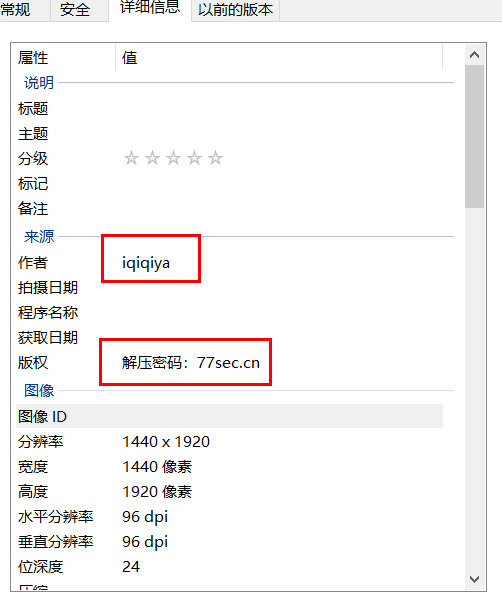 常规 安全 详细信息 以前的版本
属性 值
说明
标题
主题
分级 ☆☆☆☆☆
标记
备注
来源
作者 iqiqiya
拍摄日期
程序名称
获取日期
版权 解压密码：77sec.cn
图像
图像 ID
分辨率 1440 x 1920
宽度 1440 像素
高度 1920 像素
水平分辨率 96 dpi
垂直分辨率 96 dpi
位深度 24